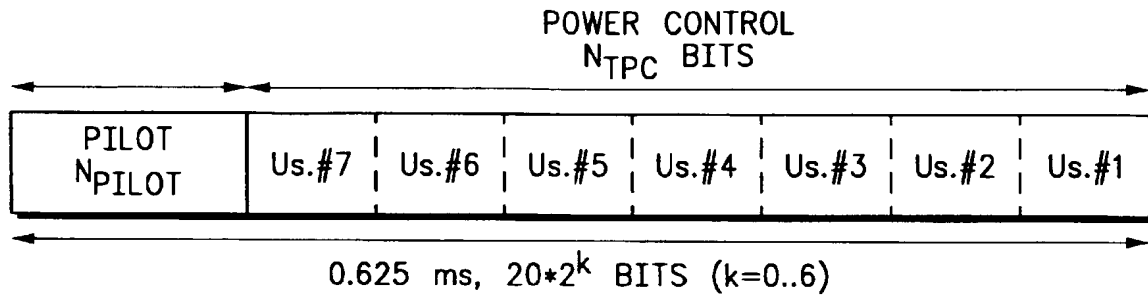 POWER CONTROL
N_TPC BITS
PILOT
N_PILOT
Us.#7 Us.#6 Us.#5 Us.#4 Us.#3 Us.#2 Us.#1
0.625 ms, 20*2^k BITS (k=0..6)